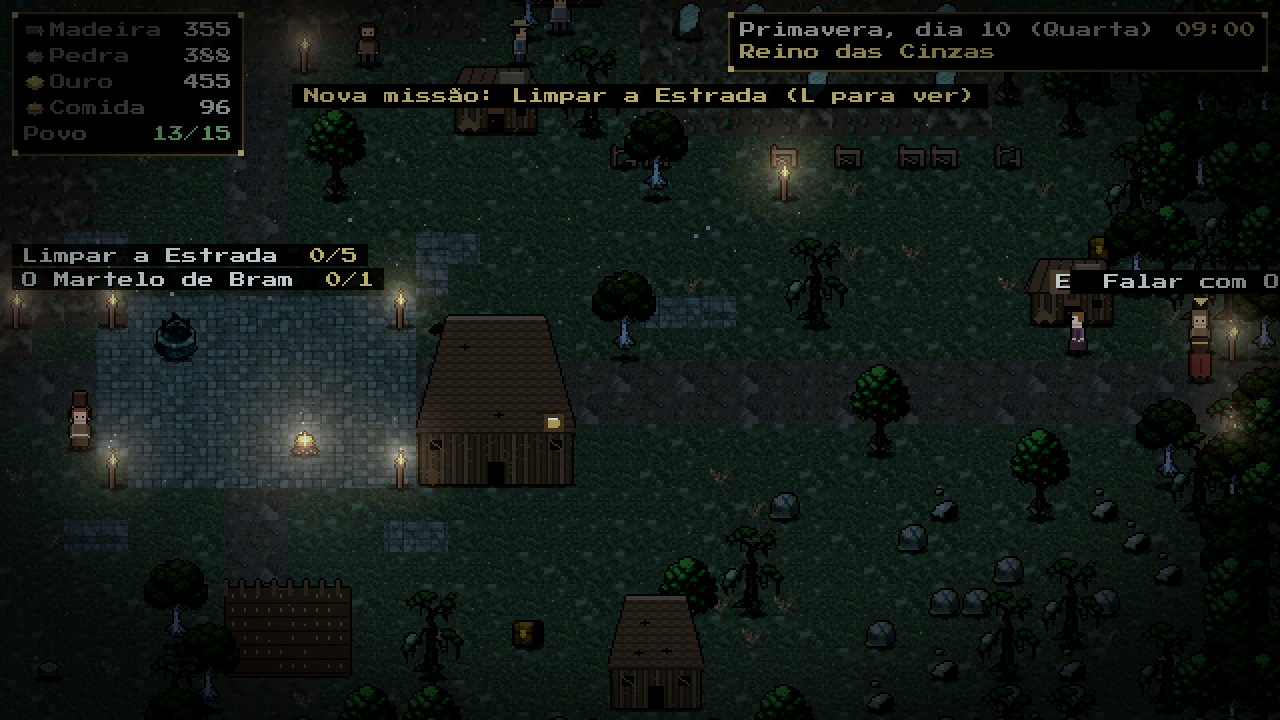 Madeira 355
Pedra 388
Ouro 455
Comida 96
Povo 13/15
Primavera, dia 10 (Quarta) 09:00
Reino das Cinzas
Nova missão: Limpar a Estrada (L para ver)
Limpar a Estrada 0/5
O Martelo de Bram 0/1
E Falar com O